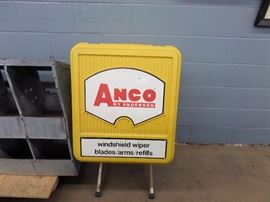 ANCO
BY ANDERSON
windshield wiper
blades/arms/refills